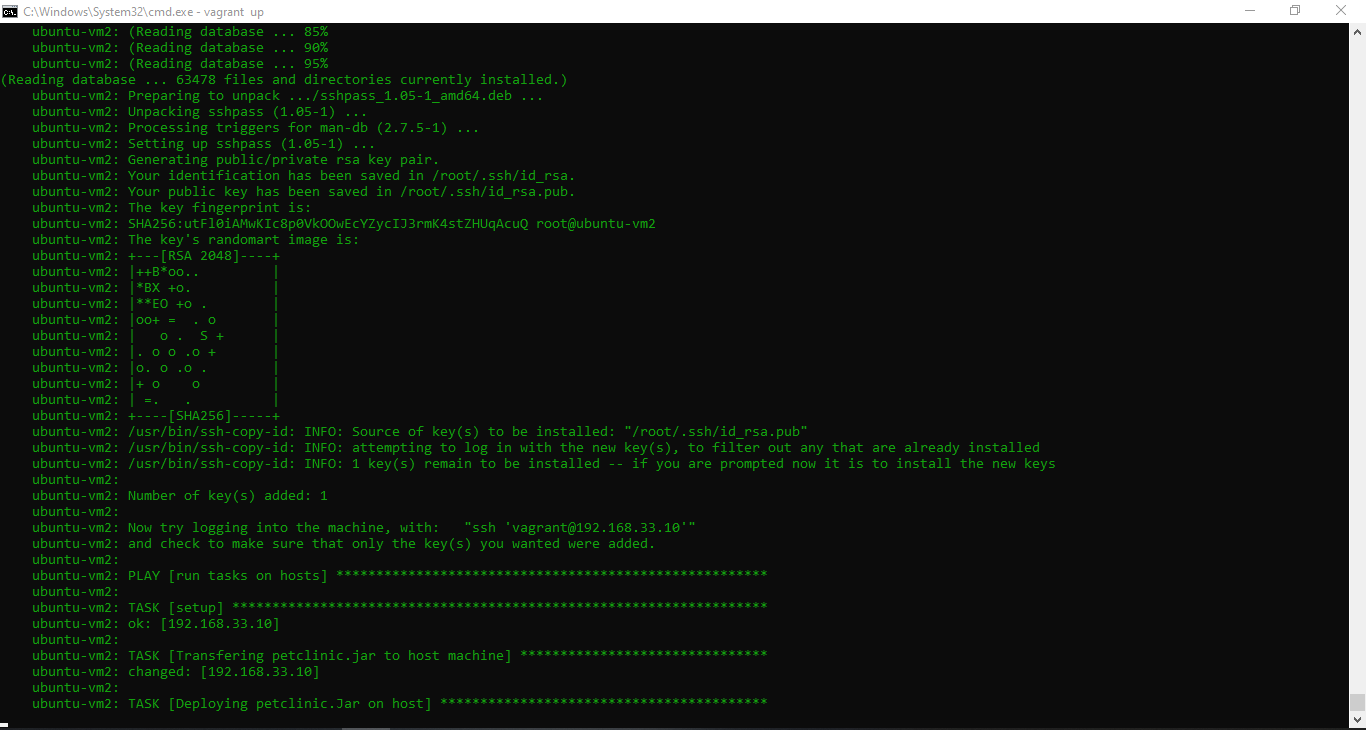 C:\Windows\System32\cmd.exe - vagrant  up
    ubuntu-vm2: (Reading database ... 85%
    ubuntu-vm2: (Reading database ... 90%
    ubuntu-vm2: (Reading database ... 95%
(Reading database ... 63478 files and directories currently installed.)
    ubuntu-vm2: Preparing to unpack .../sshpass_1.05-1_amd64.deb ...
    ubuntu-vm2: Unpacking sshpass (1.05-1) ...
    ubuntu-vm2: Processing triggers for man-db (2.7.5-1) ...
    ubuntu-vm2: Setting up sshpass (1.05-1) ...
    ubuntu-vm2: Generating public/private rsa key pair.
    ubuntu-vm2: Your identification has been saved in /root/.ssh/id_rsa.
    ubuntu-vm2: Your public key has been saved in /root/.ssh/id_rsa.pub.
    ubuntu-vm2: The key fingerprint is:
    ubuntu-vm2: SHA256:utFl0iAMwKIc8p0VkOOwEcYZycIJ3rmK4stZHUqAcuQ root@ubuntu-vm2
    ubuntu-vm2: The key's randomart image is:
    ubuntu-vm2: +---[RSA 2048]----+
    ubuntu-vm2: |++B*oo..         |
    ubuntu-vm2: |*BX +o.          |
    ubuntu-vm2: |**EO +o .        |
    ubuntu-vm2: |oo+ =  . o       |
    ubuntu-vm2: |   o .  S +      |
    ubuntu-vm2: |. o o .o +       |
    ubuntu-vm2: |o. o .o .        |
    ubuntu-vm2: |+ o    o         |
    ubuntu-vm2: | =.   .          |
    ubuntu-vm2: +----[SHA256]-----+
    ubuntu-vm2: /usr/bin/ssh-copy-id: INFO: Source of key(s) to be installed: "/root/.ssh/id_rsa.pub"
    ubuntu-vm2: /usr/bin/ssh-copy-id: INFO: attempting to log in with the new key(s), to filter out any that are already installed
    ubuntu-vm2: /usr/bin/ssh-copy-id: INFO: 1 key(s) remain to be installed -- if you are prompted now it is to install the new keys
    ubuntu-vm2:
    ubuntu-vm2: Number of key(s) added: 1
    ubuntu-vm2:
    ubuntu-vm2: Now try logging into the machine, with:   "ssh 'vagrant@192.168.33.10'"
    ubuntu-vm2: and check to make sure that only the key(s) you wanted were added.
    ubuntu-vm2:
    ubuntu-vm2: PLAY [run tasks on hosts] ******************************************************
    ubuntu-vm2:
    ubuntu-vm2: TASK [setup] *******************************************************************
    ubuntu-vm2: ok: [192.168.33.10]
    ubuntu-vm2:
    ubuntu-vm2: TASK [Transfering petclinic.jar to host machine] *******************************
    ubuntu-vm2: changed: [192.168.33.10]
    ubuntu-vm2:
    ubuntu-vm2: TASK [Deploying petclinic.Jar on host] *****************************************